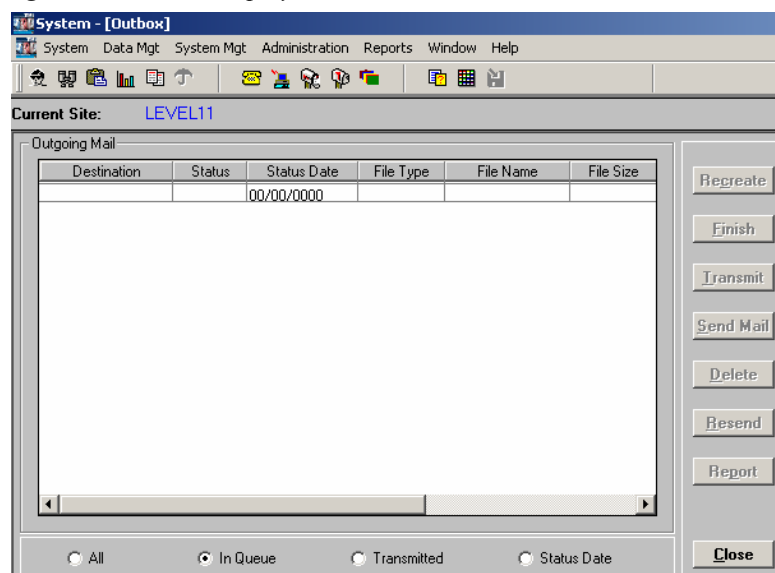 System - [Outbox]
System Data Mgt System Mgt Administration Reports Window Help
Current Site: LEVEL11
Outgoing Mail
Destination Status Status Date File Type File Name File Size
00/00/0000
Recreate
Finish
Transmit
Send Mail
Delete
Resend
Report
All In Queue Transmitted Status Date Close